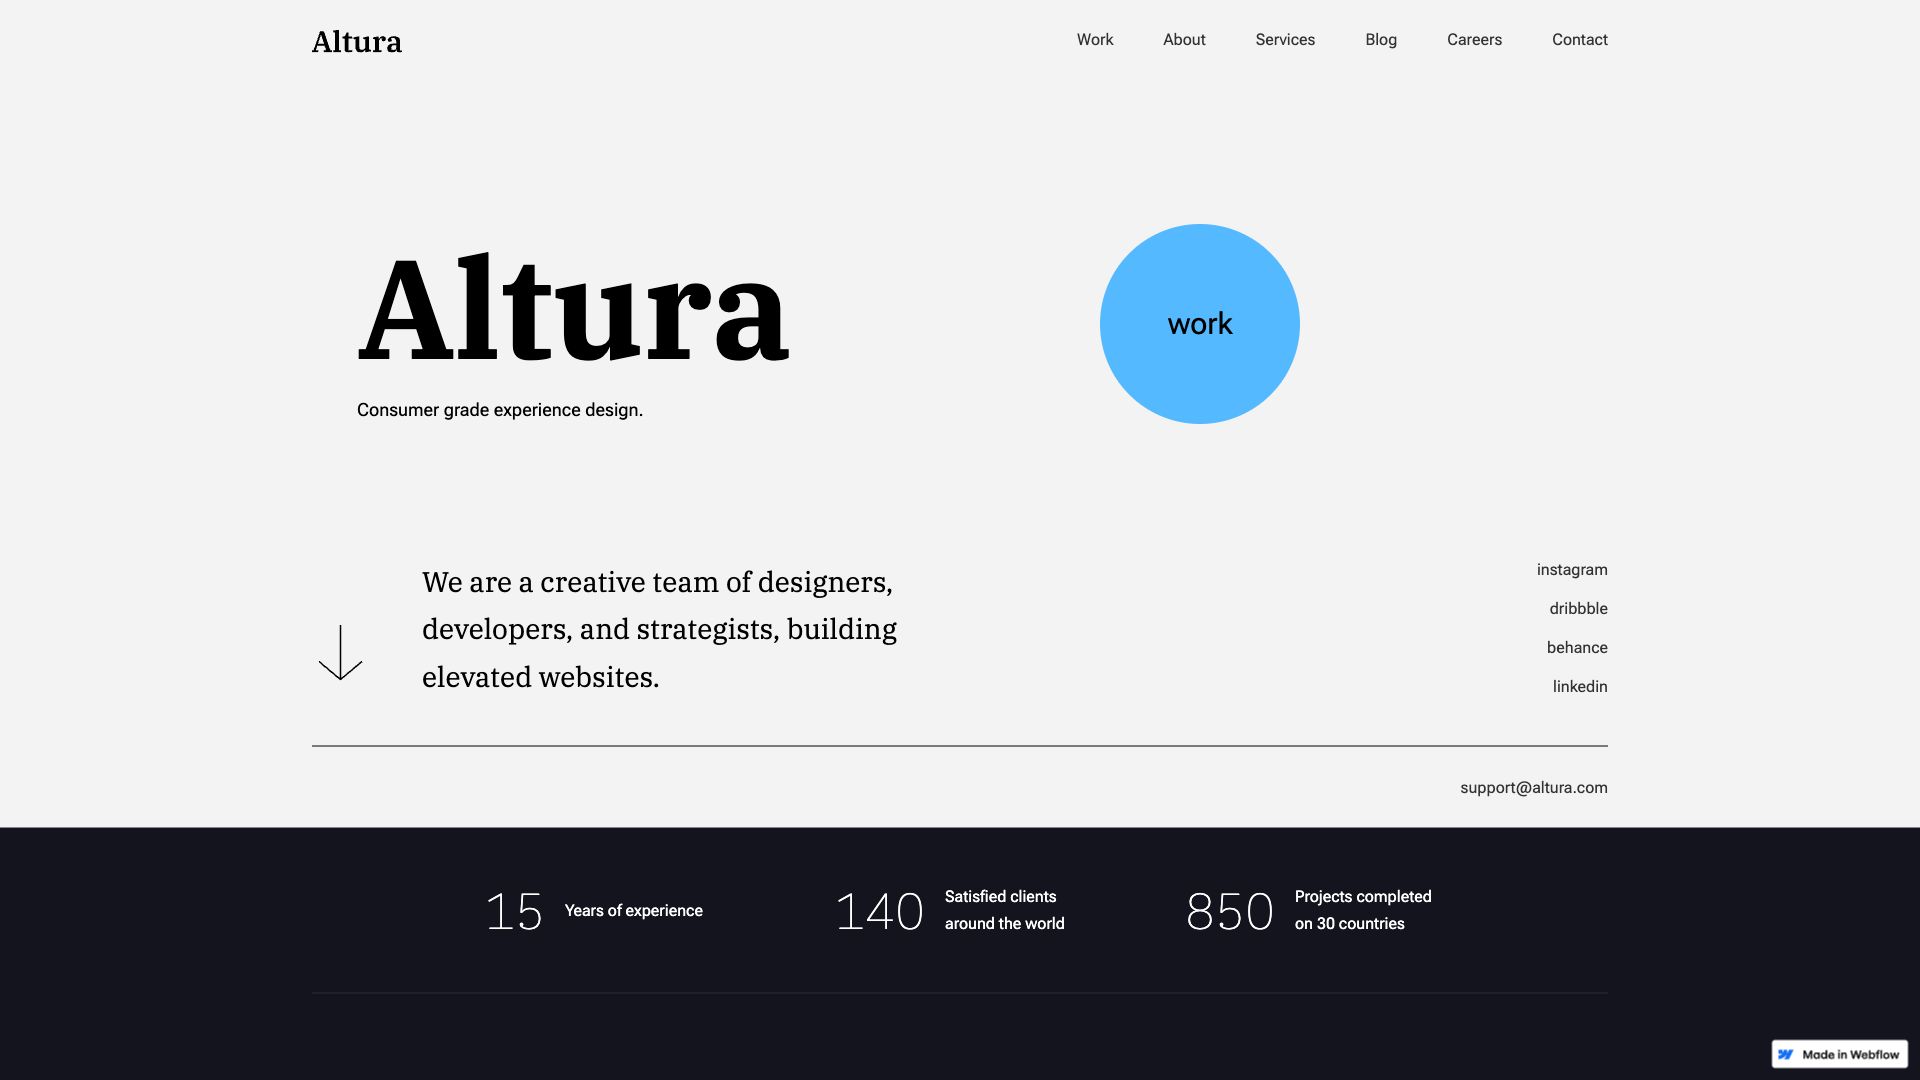 Altura
Work
About
Services
Blog
Careers
Contact
Altura
Consumer grade experience design.
work
We are a creative team of designers,
developers, and strategists, building
elevated websites.
instagram
dribbble
behance
linkedin
support@altura.com
15
Years of experience
140
Satisfied clients
around the world
850
Projects completed
on 30 countries
Made in Webflow